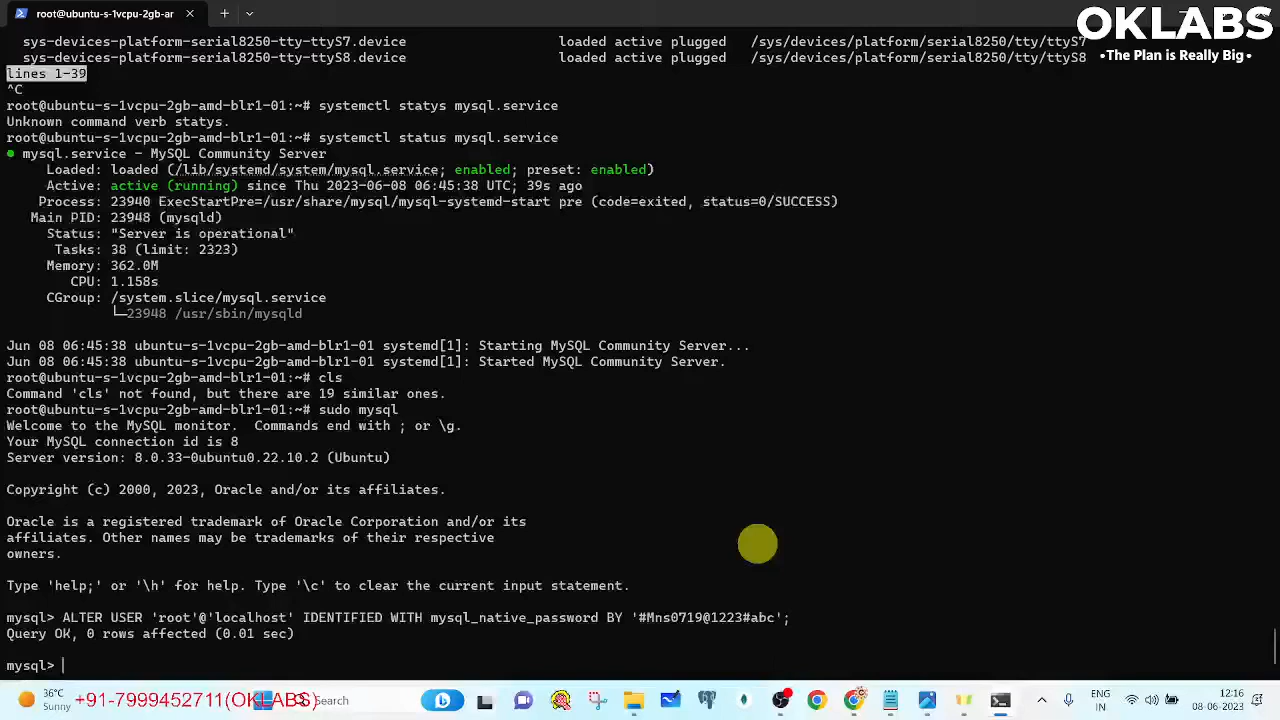 root@ubuntu-s-1vcpu-2gb-ar
OKLABS
•The Plan is Really Big•
sys-devices-platform-serial8250-tty-ttyS7.device loaded active plugged /sys/devices/platform/serial8250/tty/ttyS7
sys-devices-platform-serial8250-tty-ttyS8.device loaded active plugged /sys/devices/platform/serial8250/tty/ttyS8
lines 1-39
^C
root@ubuntu-s-1vcpu-2gb-amd-blr1-01:~# systemctl statys mysql.service
Unknown command verb statys.
root@ubuntu-s-1vcpu-2gb-amd-blr1-01:~# systemctl status mysql.service
● mysql.service - MySQL Community Server
Loaded: loaded (/lib/systemd/system/mysql.service; enabled; preset: enabled)
Active: active (running) since Thu 2023-06-08 06:45:38 UTC; 39s ago
Process: 23940 ExecStartPre=/usr/share/mysql/mysql-systemd-start pre (code=exited, status=0/SUCCESS)
Main PID: 23948 (mysqld)
Status: "Server is operational"
Tasks: 38 (limit: 2323)
Memory: 362.0M
CPU: 1.158s
CGroup: /system.slice/mysql.service
└─23948 /usr/sbin/mysqld
Jun 08 06:45:38 ubuntu-s-1vcpu-2gb-amd-blr1-01 systemd[1]: Starting MySQL Community Server...
Jun 08 06:45:38 ubuntu-s-1vcpu-2gb-amd-blr1-01 systemd[1]: Started MySQL Community Server.
root@ubuntu-s-1vcpu-2gb-amd-blr1-01:~# cls
Command 'cls' not found, but there are 19 similar ones.
root@ubuntu-s-1vcpu-2gb-amd-blr1-01:~# sudo mysql
Welcome to the MySQL monitor.  Commands end with ; or \g.
Your MySQL connection id is 8
Server version: 8.0.33-0ubuntu0.22.10.2 (Ubuntu)
Copyright (c) 2000, 2023, Oracle and/or its affiliates.
Oracle is a registered trademark of Oracle Corporation and/or its
affiliates. Other names may be trademarks of their respective
owners.
Type 'help;' or '\h' for help. Type '\c' to clear the current input statement.
mysql> ALTER USER 'root'@'localhost' IDENTIFIED WITH mysql_native_password BY '#Mns0719@1223#abc';
Query OK, 0 rows affected (0.01 sec)
mysql>
36°C
Sunny
+91-7999452711(OKLABS)
Search
ENG
IN
12:16
08-06-2023